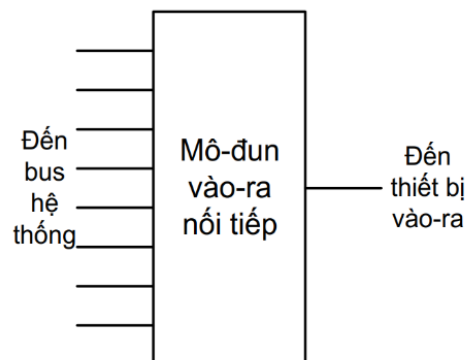 Đến
bus
hệ
thống
Mô-đun
vào-ra
nối tiếp
Đến
thiết bị
vào-ra